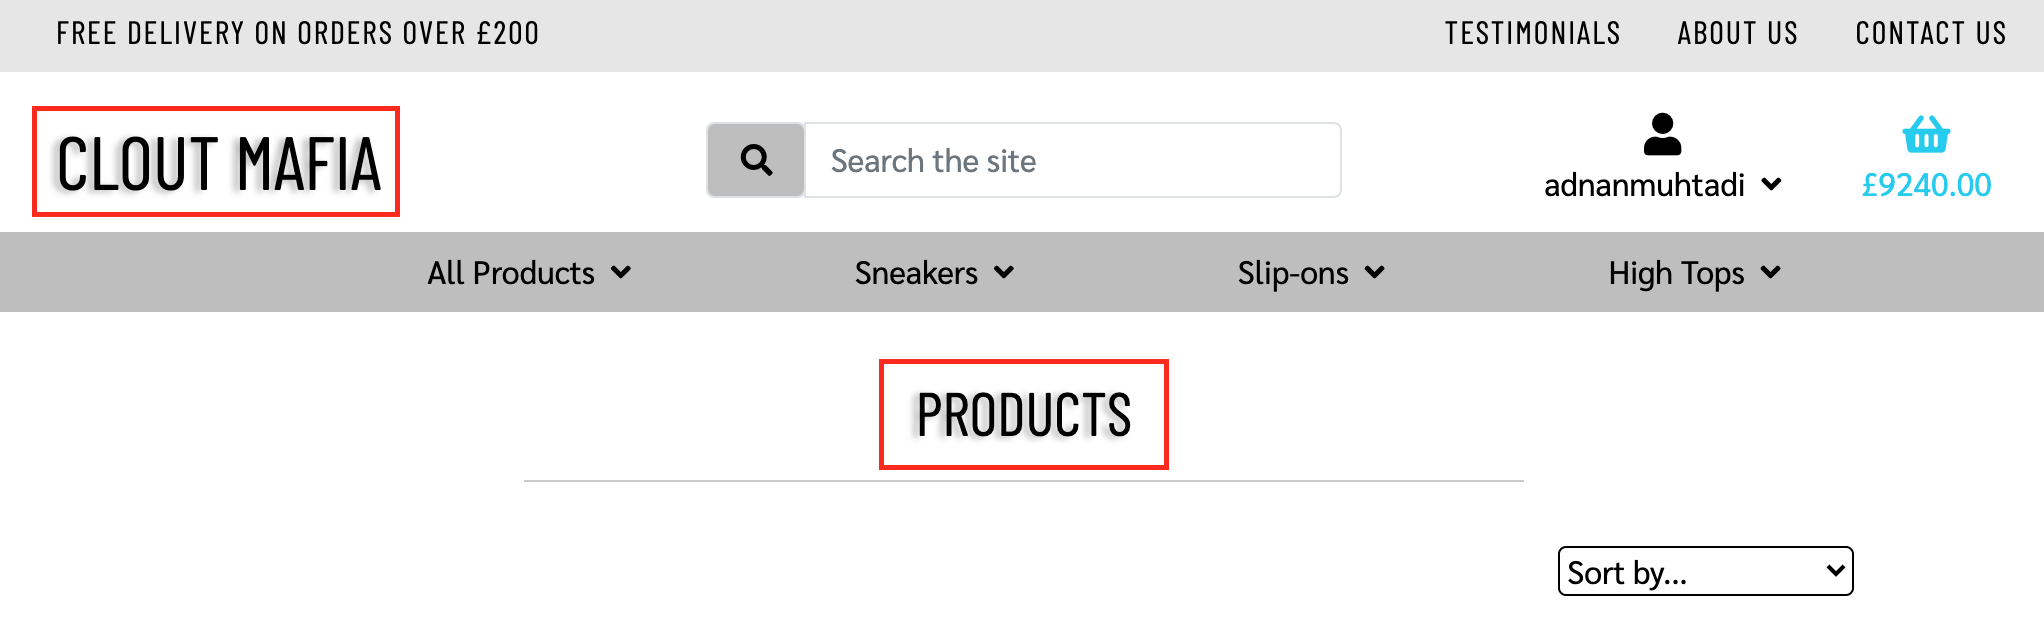 FREE DELIVERY ON ORDERS OVER £200
TESTIMONIALS ABOUT US CONTACT US
CLOUT MAFIA
Search the site
adnanmuhtadi
£9240.00
All Products Sneakers Slip-ons High Tops
PRODUCTS
Sort by...